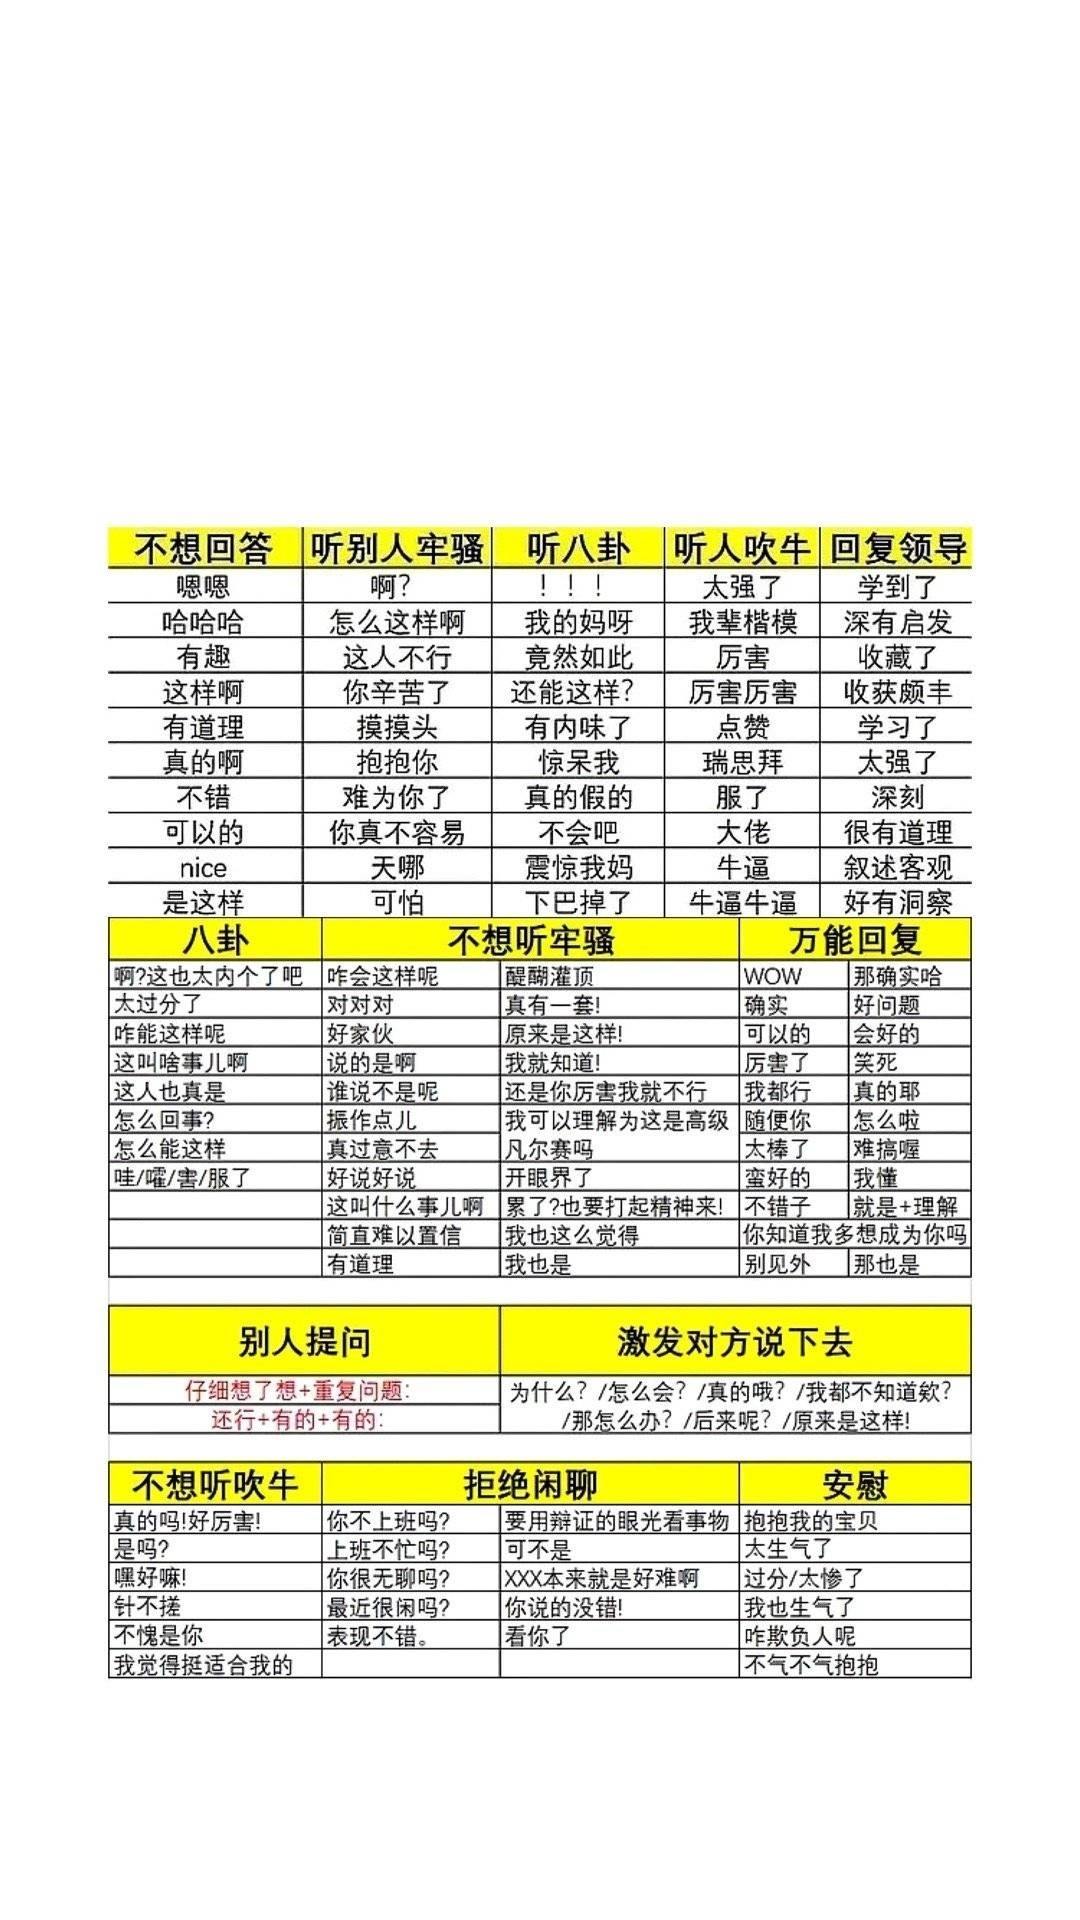 不想回答 听别人牢骚 听八卦 听人吹牛 回复领导
嗯嗯 啊? ！！！ 太强了 学到了
哈哈哈 怎么这样啊 我的妈呀 我辈楷模 深有启发
有趣 这人不行 竟然如此 厉害 收藏了
这样啊 你辛苦了 还能这样? 厉害厉害 收获颇丰
有道理 摸摸头 有内味了 点赞 学习了
真的啊 抱抱你 惊呆我 瑞思拜 太强了
不错 难为你了 真的假的 服了 深刻
可以的 你真不容易 不会吧 大佬 很有道理
nice 天哪 震惊我妈 牛逼 叙述客观
是这样 可怕 下巴掉了 牛逼牛逼 好有洞察
八卦 不想听牢骚 万能回复
啊?这也太内个了吧 咋会这样呢 醍醐灌顶 WOW 那确实哈
太过分了 对对对 真有一套! 确实 好问题
咋能这样呢 好家伙 原来是这样! 可以的 会好的
这叫啥事儿啊 说的是啊 我就知道! 厉害了 笑死
这人也真是 谁说不是呢 还是你厉害我就不行 我都行 真的耶
怎么回事? 振作点儿 我可以理解为这是高级 随便你 怎么啦
怎么能这样 真过意不去 凡尔赛吗 太棒了 难搞喔
哇/嚯/害/服了 好说好说 开眼界了 蛮好的 我懂
这叫什么事儿啊 累了?也要打起精神来! 不错子 就是+理解
简直难以置信 我也这么觉得 你知道我多想成为你吗
有道理 我也是 别见外 那也是
别人提问 激发对方说下去
仔细想了想+重复问题: 为什么? /怎么会? /真的哦? /我都不知道欸?
还行+有的+有的: /那怎么办? /后来呢? /原来是这样!
不想听吹牛 拒绝闲聊 安慰
真的吗!好厉害! 你不上班吗? 要用辩证的眼光看事物 抱抱我的宝贝
是吗? 上班不忙吗? 可不是 太生气了
嘿好嘛! 你很无聊吗? XXX本来就是好难啊 过分/太惨了
针不搓 最近很闲吗? 你说的没错! 我也生气了
不愧是你 表现不错。 看你了 咋欺负人呢
我觉得挺适合我的 不气不气抱抱